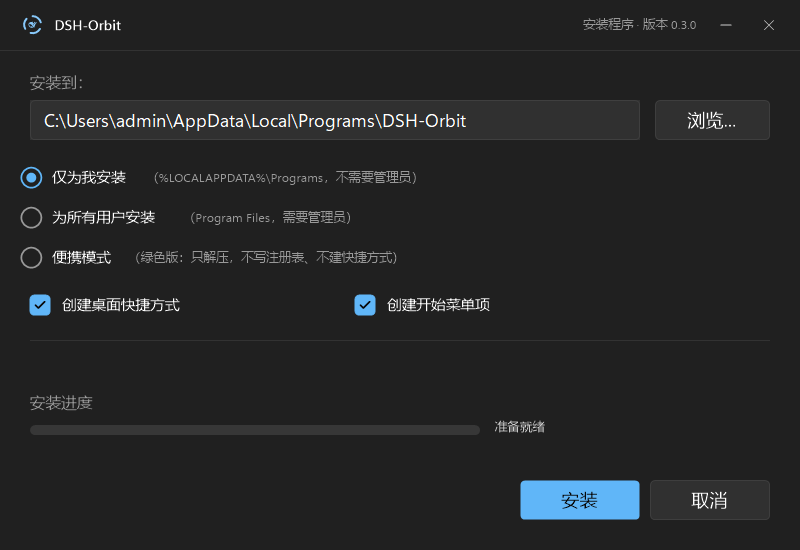 DSH-Orbit
安装程序 · 版本 0.3.0
安装到:
C:\Users\admin\AppData\Local\Programs\DSH-Orbit
浏览...
仅为我安装 (%LOCALAPPDATA%\Programs，不需要管理员)
为所有用户安装 (Program Files，需要管理员)
便携模式 (绿色版：只解压，不写注册表、不建快捷方式)
创建桌面快捷方式
创建开始菜单项
安装进度
准备就绪
安装
取消